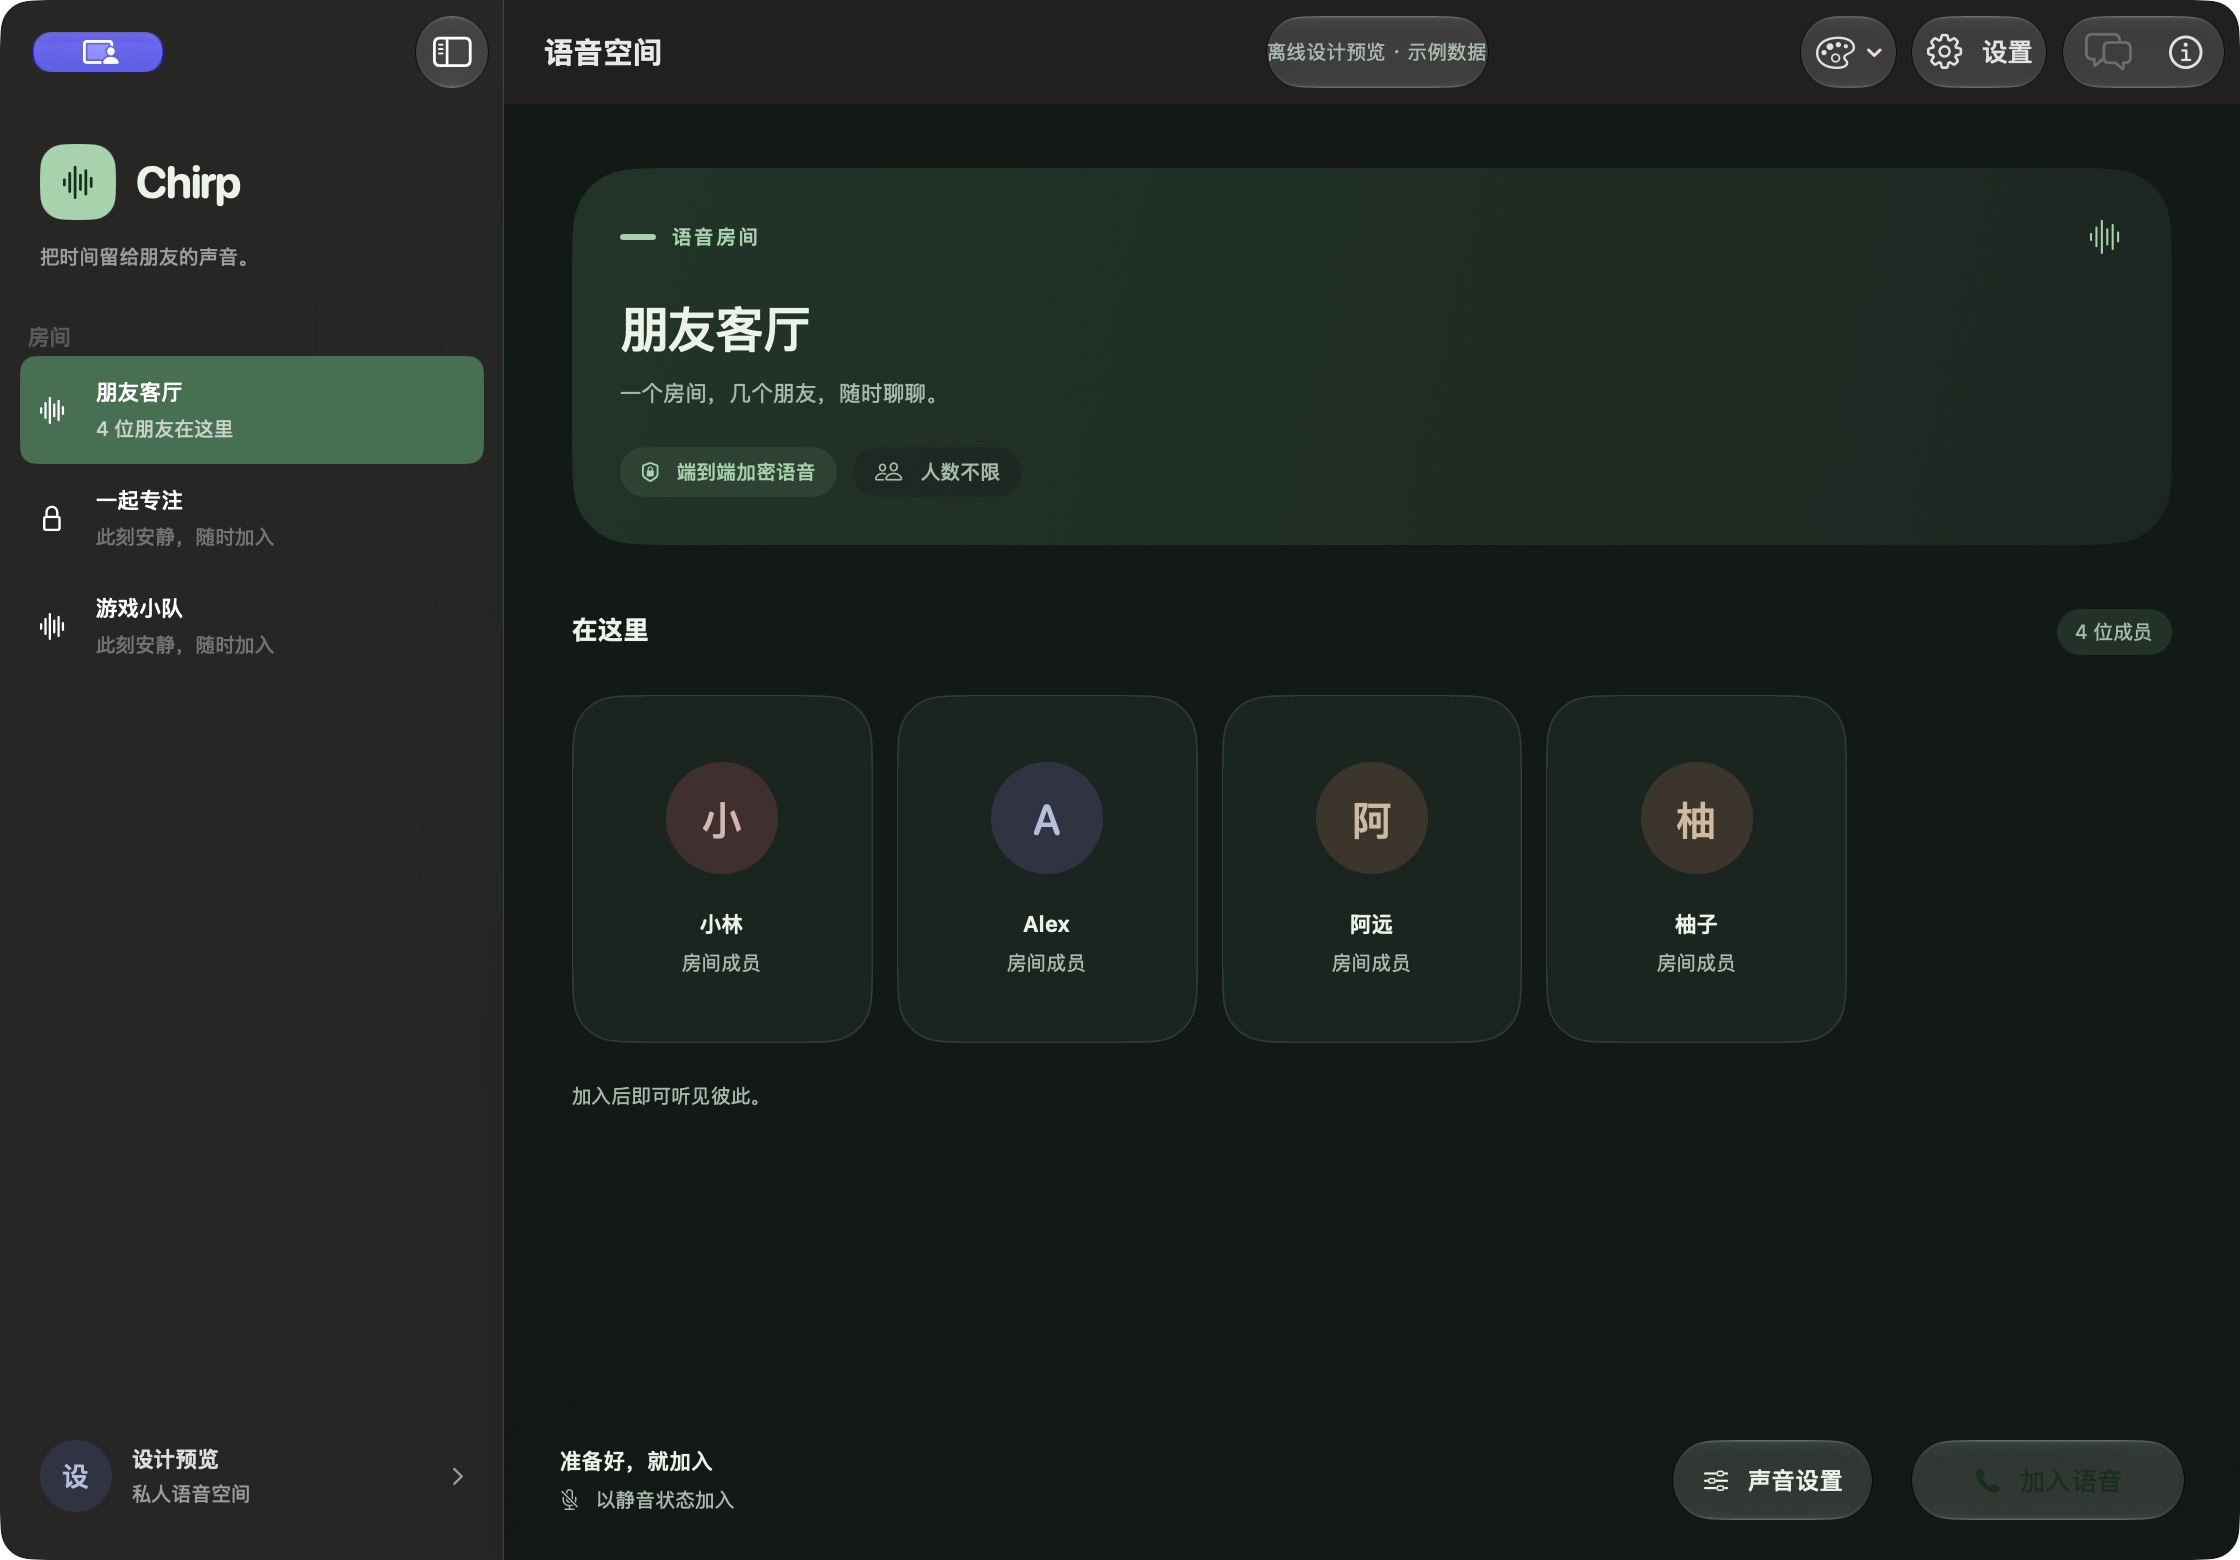 语音空间
离线设计预览 · 示例数据
设置
Chirp
把时间留给朋友的声音。
房间
朋友客厅
4 位朋友在这里
一起专注
此刻安静，随时加入
游戏小队
此刻安静，随时加入
设
设计预览
私人语音空间
语音房间
朋友客厅
一个房间，几个朋友，随时聊聊。
端到端加密语音
人数不限
在这里
4 位成员
小
小林
房间成员
A
Alex
房间成员
阿
阿远
房间成员
柚
柚子
房间成员
加入后即可听见彼此。
准备好，就加入
以静音状态加入
声音设置
加入语音